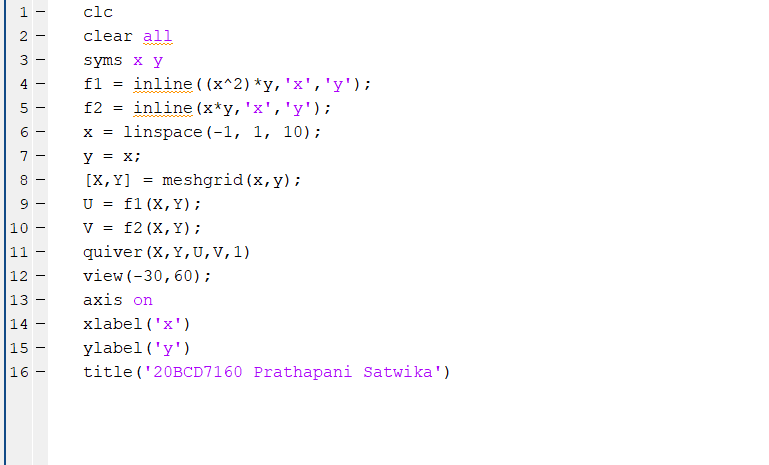 1 – clc
2 – clear all
3 – syms x y
4 – f1 = inline((x^2)*y,'x','y');
5 – f2 = inline(x*y,'x','y');
6 – x = linspace(-1, 1, 10);
7 – y = x;
8 – [X,Y] = meshgrid(x,y);
9 – U = f1(X,Y);
10 – V = f2(X,Y);
11 – quiver(X,Y,U,V,1)
12 – view(-30,60);
13 – axis on
14 – xlabel('x')
15 – ylabel('y')
16 – title('20BCD7160 Prathapani Satwika')